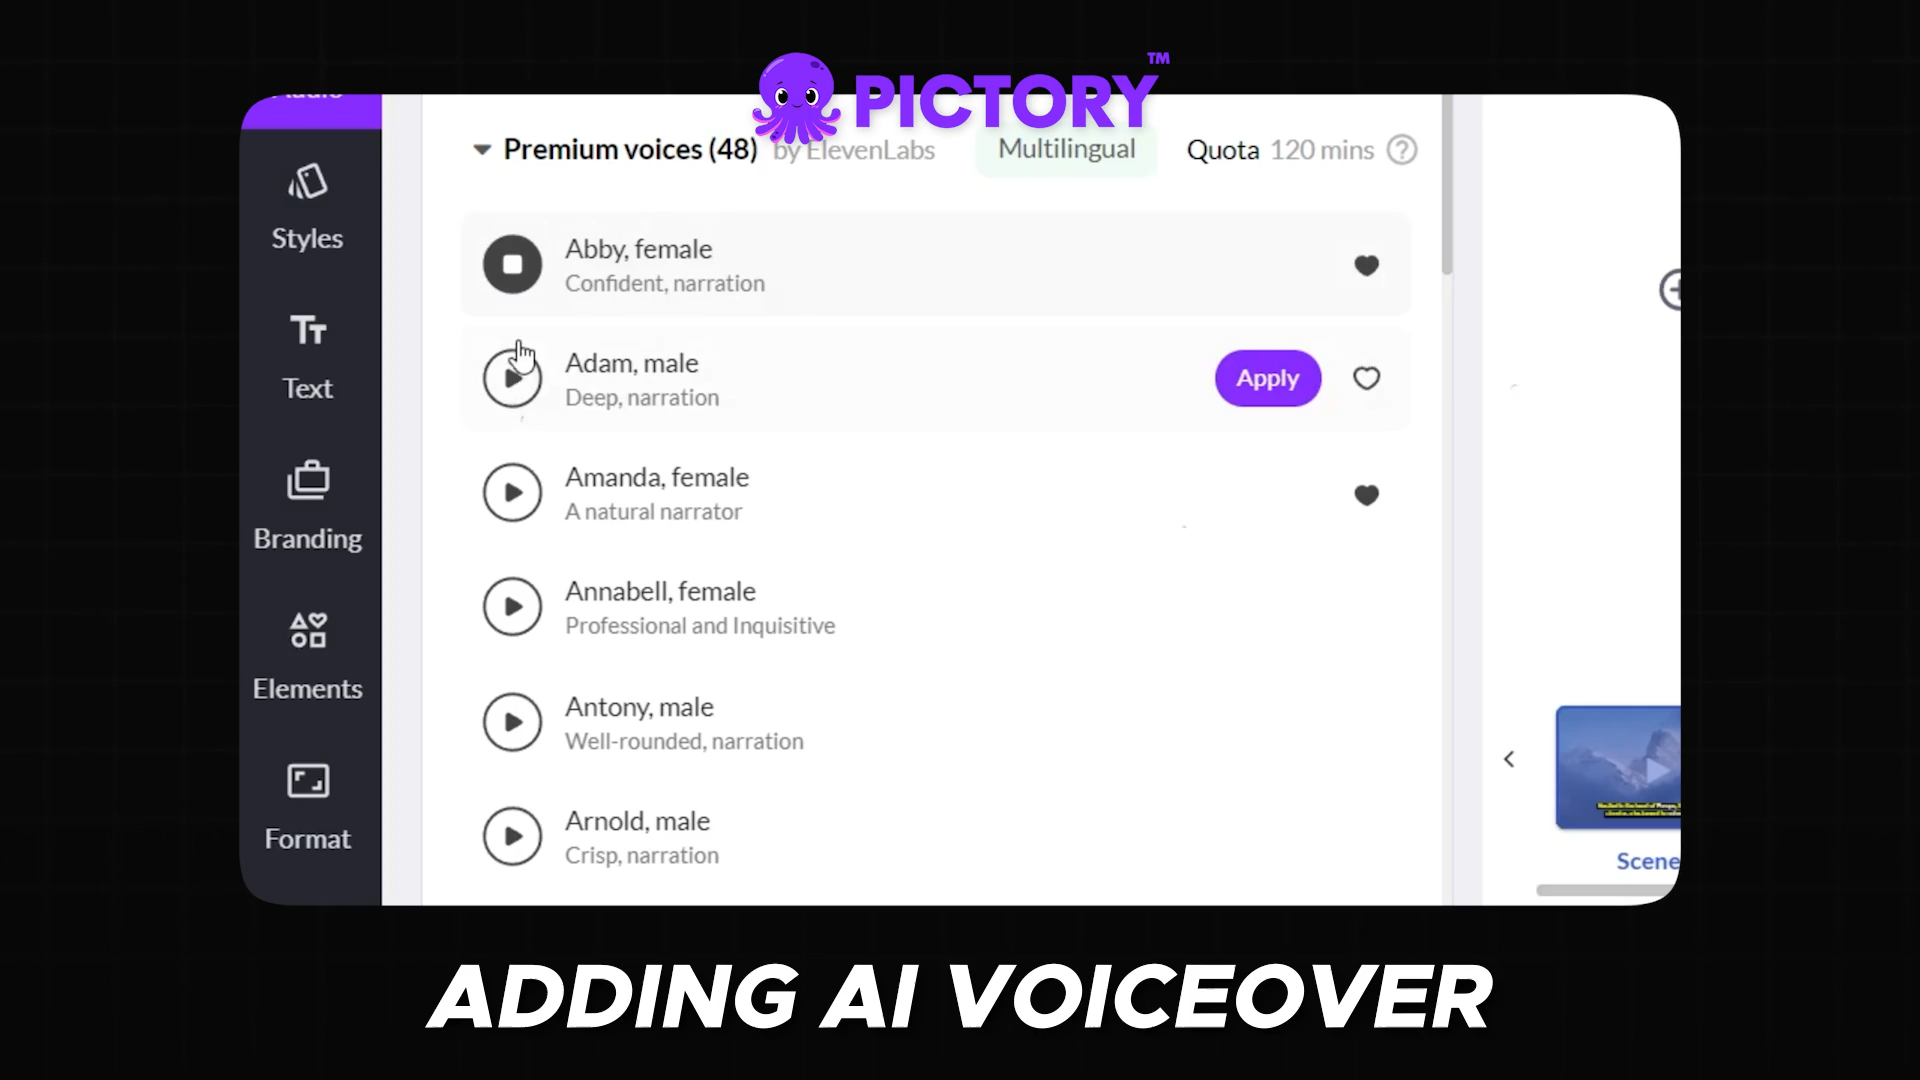 PICTORY™
Audio
Premium voices (48) by ElevenLabs Multilingual Quota 120 mins ?
Styles
Abby, female
Confident, narration
Text
Adam, male
Deep, narration
Apply
Branding
Amanda, female
A natural narrator
Elements
Annabell, female
Professional and Inquisitive
Antony, male
Well-rounded, narration
Format
Arnold, male
Crisp, narration
Scene
ADDING AI VOICEOVER